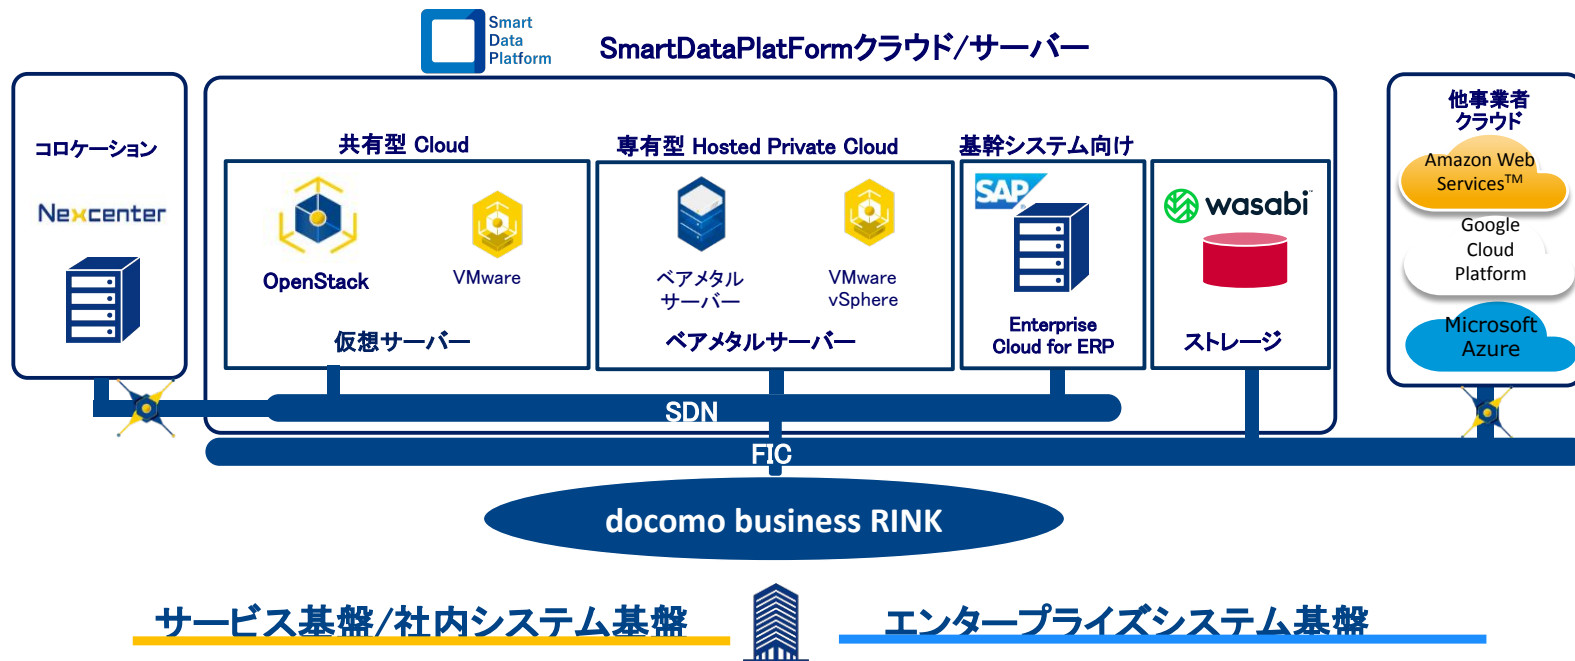 Smart
Data
Platform
SmartDataPlatFormクラウド/サーバー
コロケーション
Nexcenter
共有型 Cloud
OpenStack
VMware
仮想サーバー
専有型 Hosted Private Cloud
ベアメタル
サーバー
VMware
vSphere
ベアメタルサーバー
基幹システム向け
SAP
Enterprise
Cloud for ERP
wasabi
ストレージ
他事業者
クラウド
Amazon Web
Services™
Google
Cloud
Platform
Microsoft
Azure
SDN
FIC
docomo business RINK
サービス基盤/社内システム基盤
エンタープライズシステム基盤